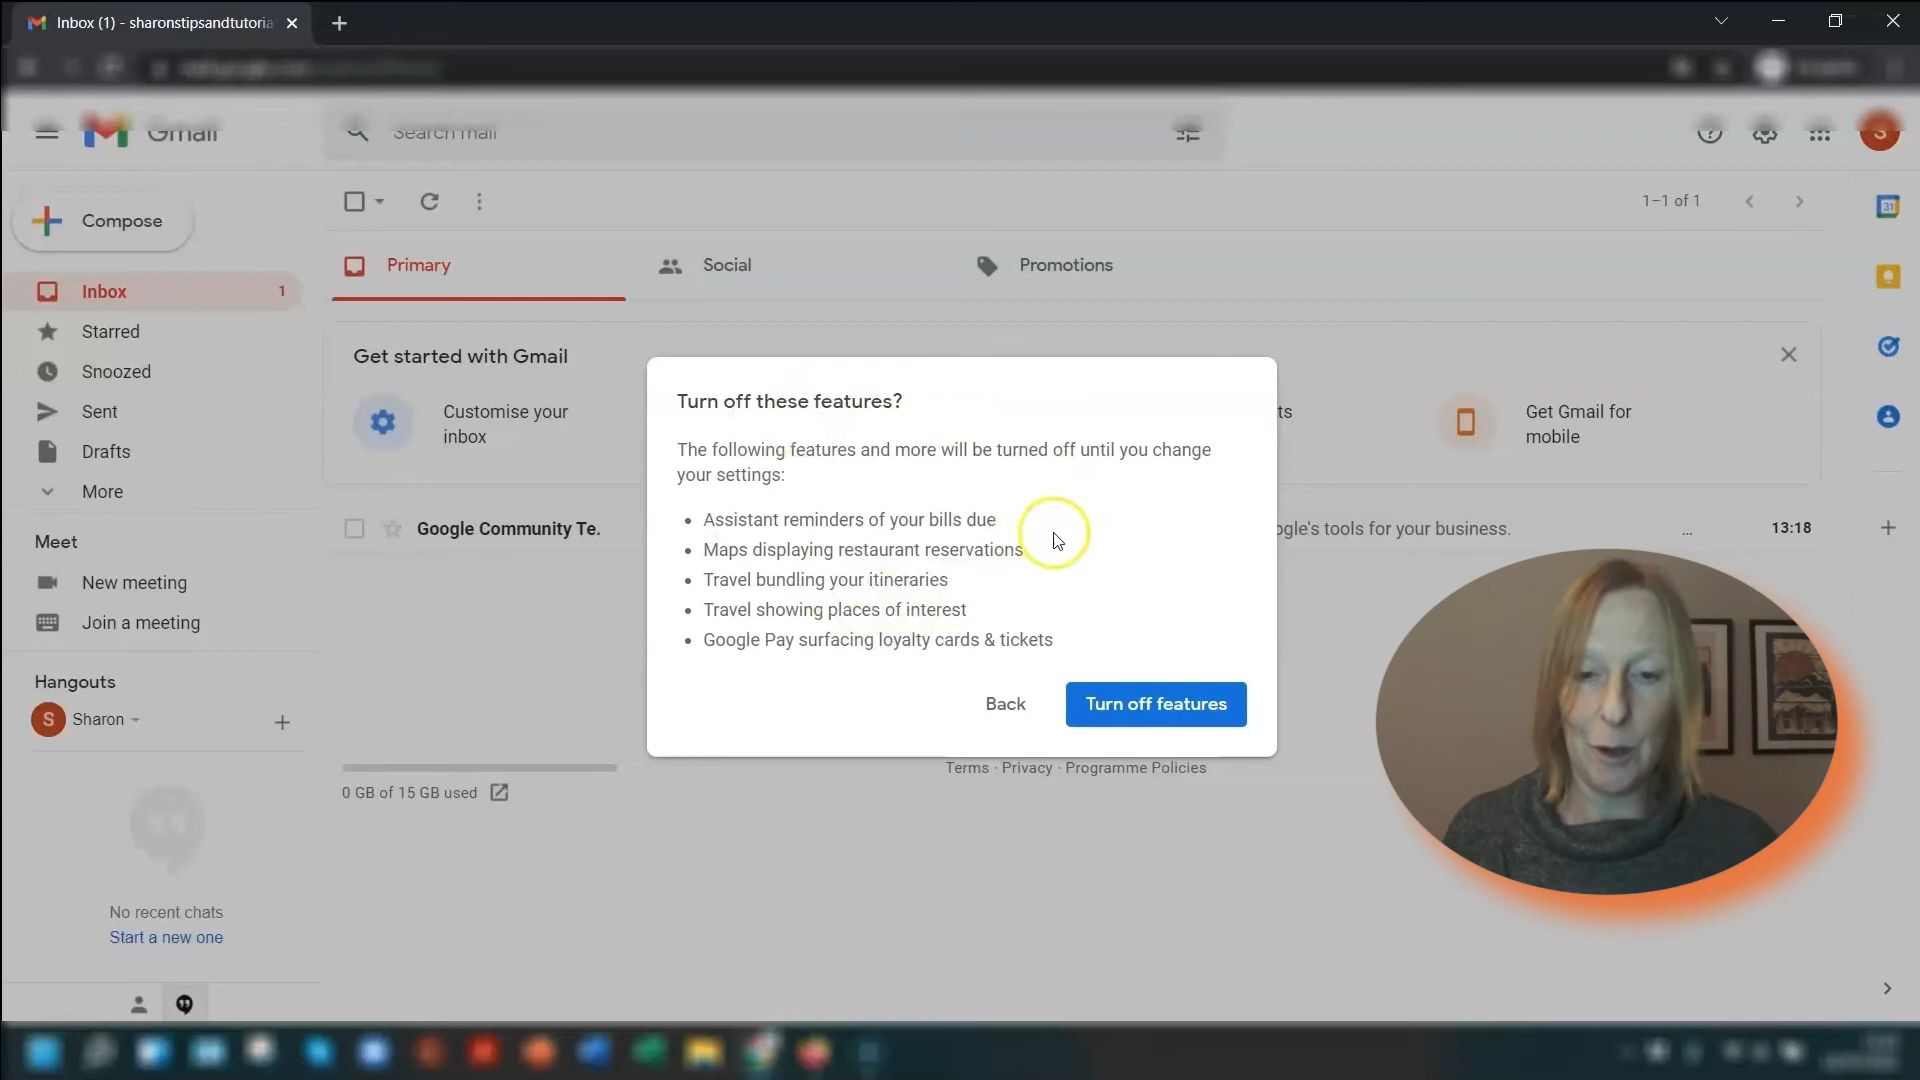 Inbox (1) - sharonstipsandtutoria
Gmail
Search mail
Compose
1–1 of 1
Primary
Social
Promotions
Inbox 1
Starred
Snoozed
Sent
Drafts
More
Get started with Gmail
Customise your
inbox
ts
Get Gmail for
mobile
Turn off these features?
The following features and more will be turned off until you change
your settings:
• Assistant reminders of your bills due
• Maps displaying restaurant reservations
• Travel bundling your itineraries
• Travel showing places of interest
• Google Pay surfacing loyalty cards & tickets
Back
Turn off features
Google Community Te.
ogle's tools for your business. ... 13:18
Meet
New meeting
Join a meeting
Hangouts
S Sharon
No recent chats
Start a new one
0 GB of 15 GB used
Terms · Privacy · Programme Policies
31
S